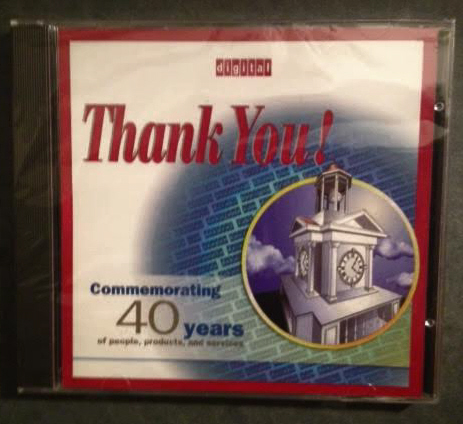 digital
Thank You!
Commemorating
40 years
of people, products, and services